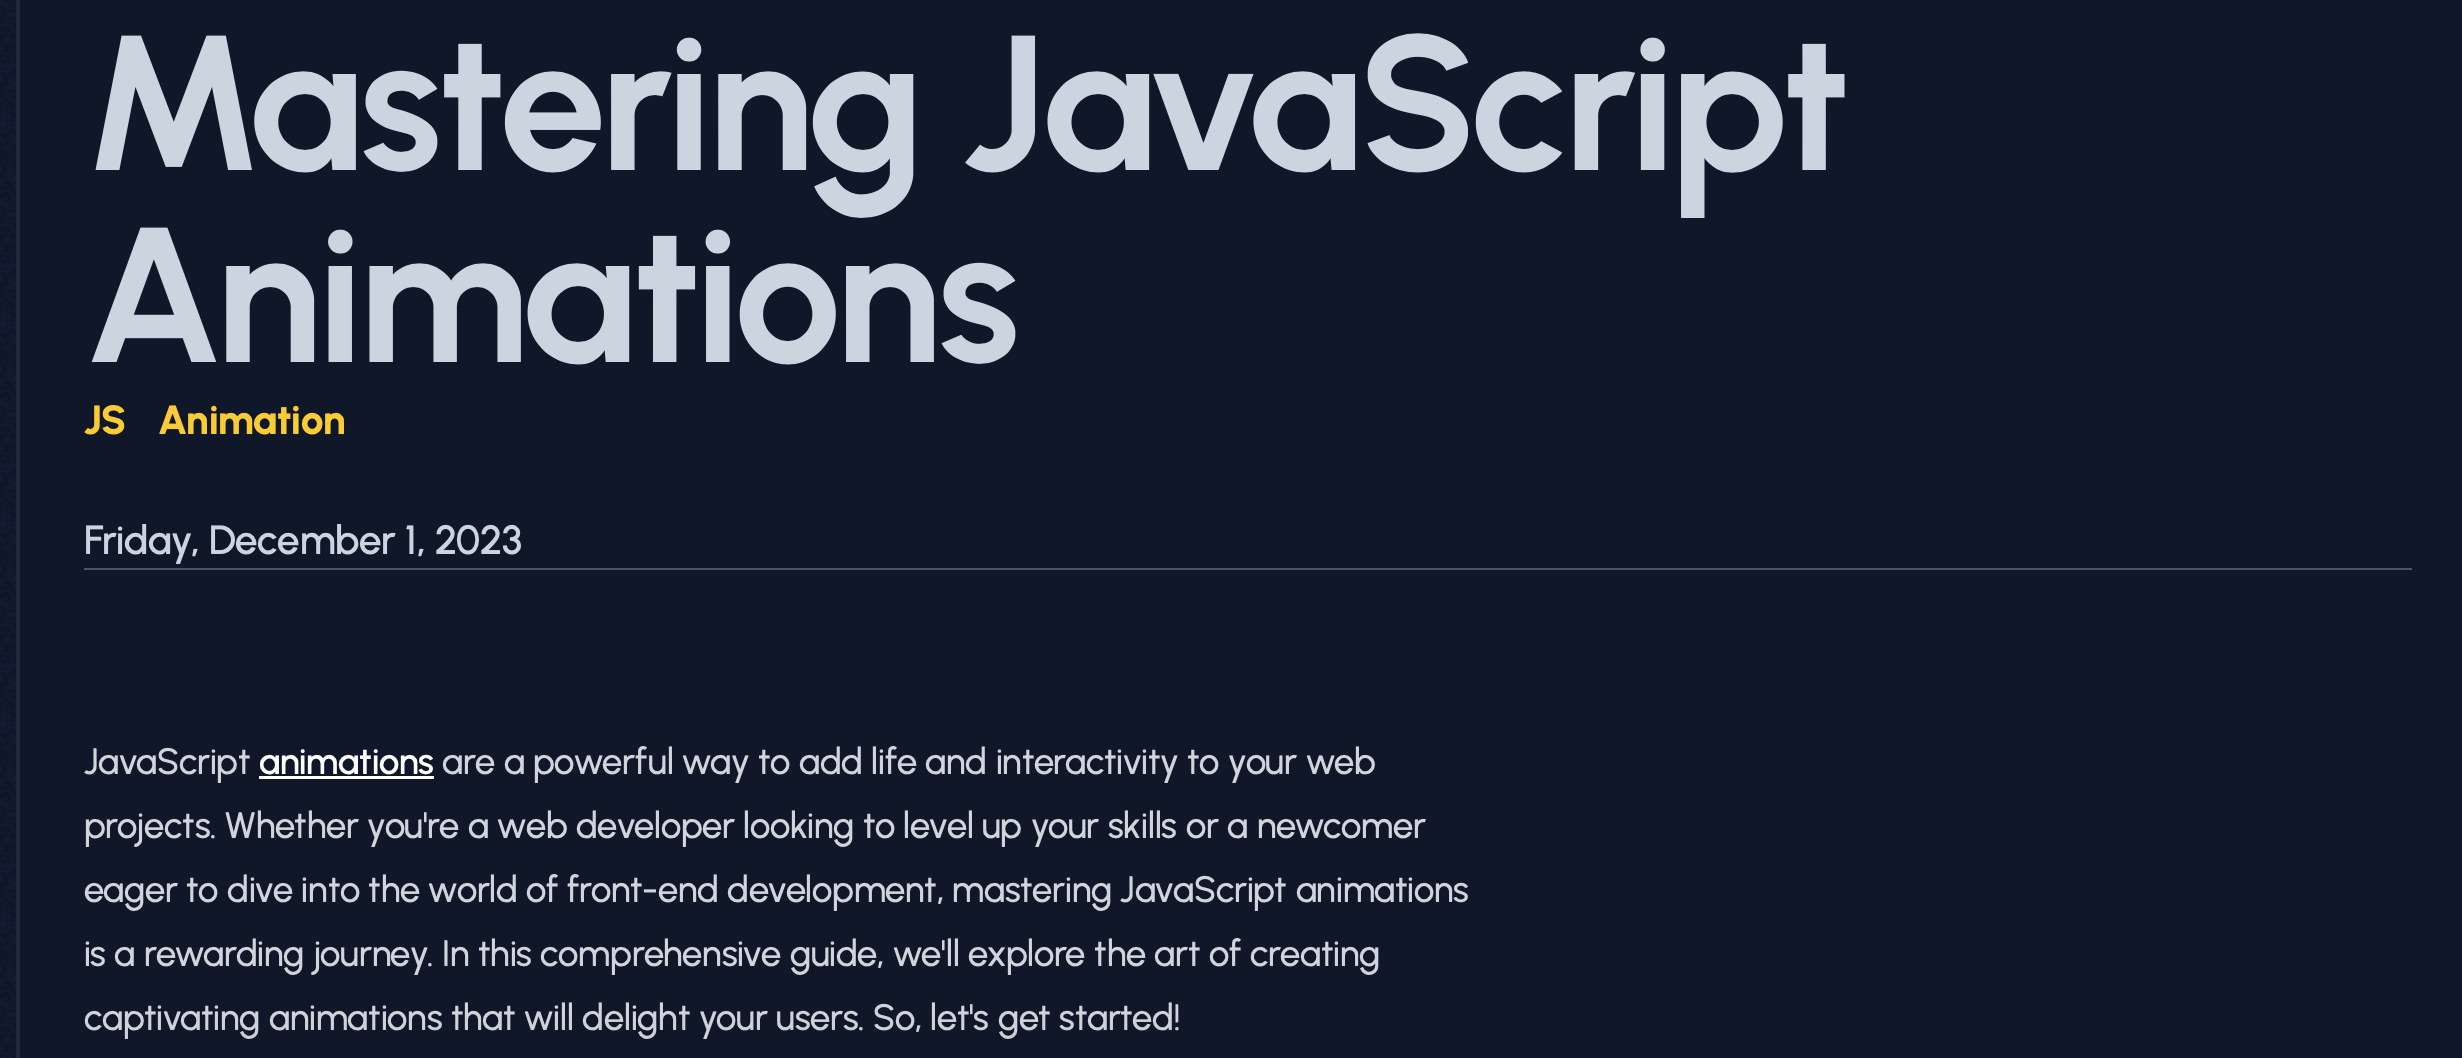 Mastering JavaScript
Animations
JS Animation
Friday, December 1, 2023
JavaScript animations are a powerful way to add life and interactivity to your web
projects. Whether you're a web developer looking to level up your skills or a newcomer
eager to dive into the world of front-end development, mastering JavaScript animations
is a rewarding journey. In this comprehensive guide, we'll explore the art of creating
captivating animations that will delight your users. So, let's get started!